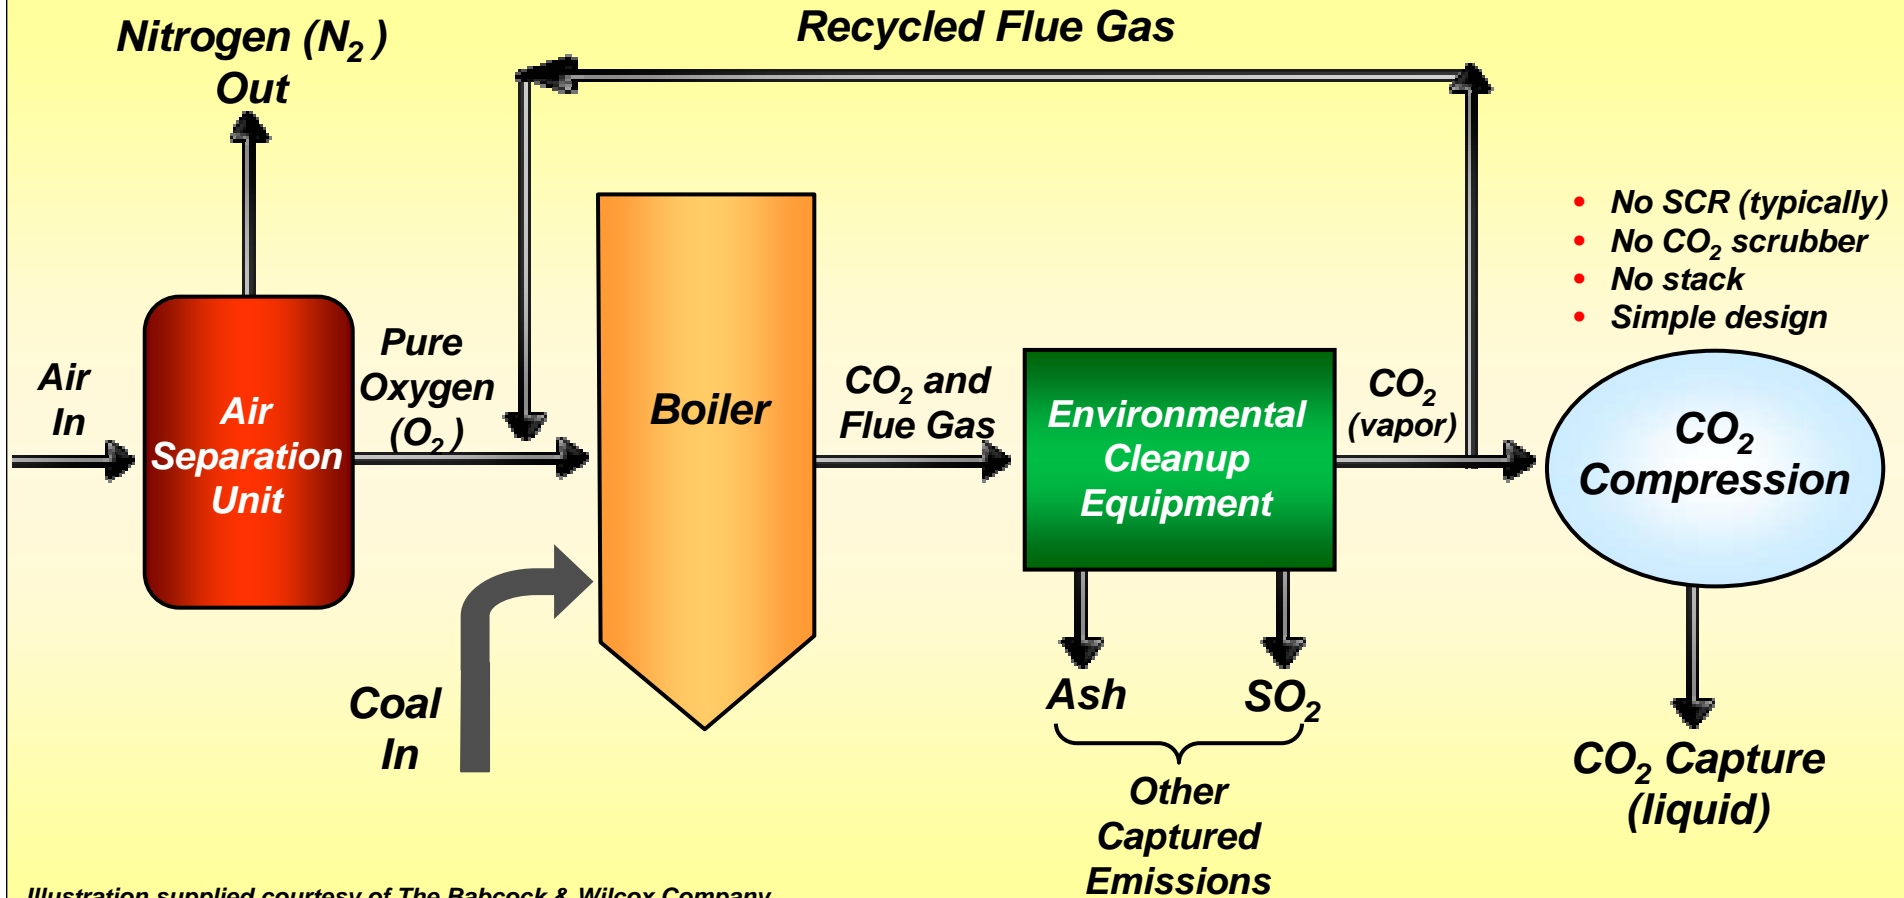 Nitrogen (N₂ )
Out
Recycled Flue Gas
• No SCR (typically)
• No CO₂ scrubber
• No stack
• Simple design
Air
In
Air
Separation
Unit
Pure
Oxygen
(O₂ )
Coal
In
Boiler
CO₂ and
Flue Gas
Environmental
Cleanup
Equipment
CO₂
(vapor)
CO₂
Compression
Ash
SO₂
Other
Captured
Emissions
CO₂ Capture
(liquid)
Illustration supplied courtesy of The Babcock & Wilcox Company